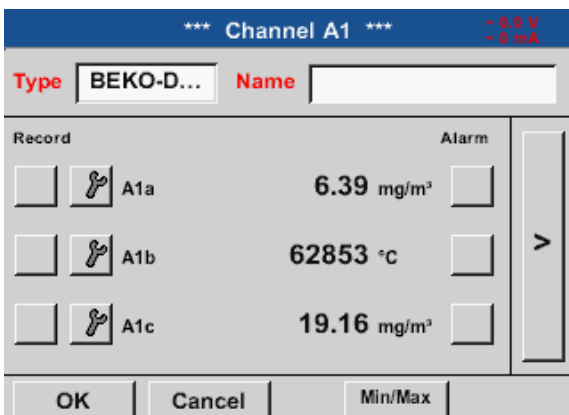 *** Channel A1 ***
~ 0.0 V
~ 0 mA
Type BEKO-D... Name
Record Alarm
A1a 6.39 mg/m³
A1b 62853 °C
>
A1c 19.16 mg/m³
OK Cancel Min/Max